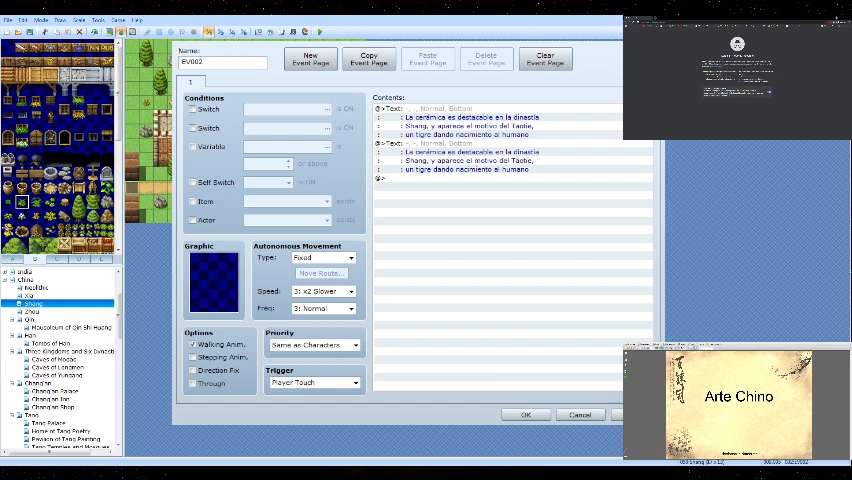 File Edit Mode Draw Scale Tools Game Help
Name:
EV002
New Event Page
Copy Event Page
Paste Event Page
Delete Event Page
Clear Event Page
1
Conditions
Switch ... is ON
Switch ... is ON
Variable ... is
or above
Self Switch is ON
Item exists
Actor exists
Graphic
Autonomous Movement
Type: Fixed
Move Route...
Speed: 3: x2 Slower
Freq: 3: Normal
Options
Walking Anim.
Stepping Anim.
Direction Fix
Through
Priority
Same as Characters
Trigger
Player Touch
Contents:
@>Text: -, -, Normal, Bottom
: : La cerámica es destacable en la dinastía
: : Shang, y aparece el motivo del Taotie,
: : un tigre dando nacimiento al humano
@>Text: -, -, Normal, Bottom
: : La cerámica es destacable en la dinastía
: : Shang, y aparece el motivo del Taotie,
: : un tigre dando nacimiento al humano
@>
OK
Cancel
A B C D E
India
China
Neolithic
Xia
Shang
Zhou
Qin
Mausoleum of Qin Shi Huang
Han
Tombs of Han
Three Kingdoms and Six Dynasti
Caves of Mogao
Caves of Longmen
Caves of Yungang
Chang'an
Chang'an Palace
Chang'an Inn
Chang'an Shop
Tang
Tang Palace
Home of Tang Poetry
Pavilion of Tang Painting
Tang Temples and Mosques
Arte Chino